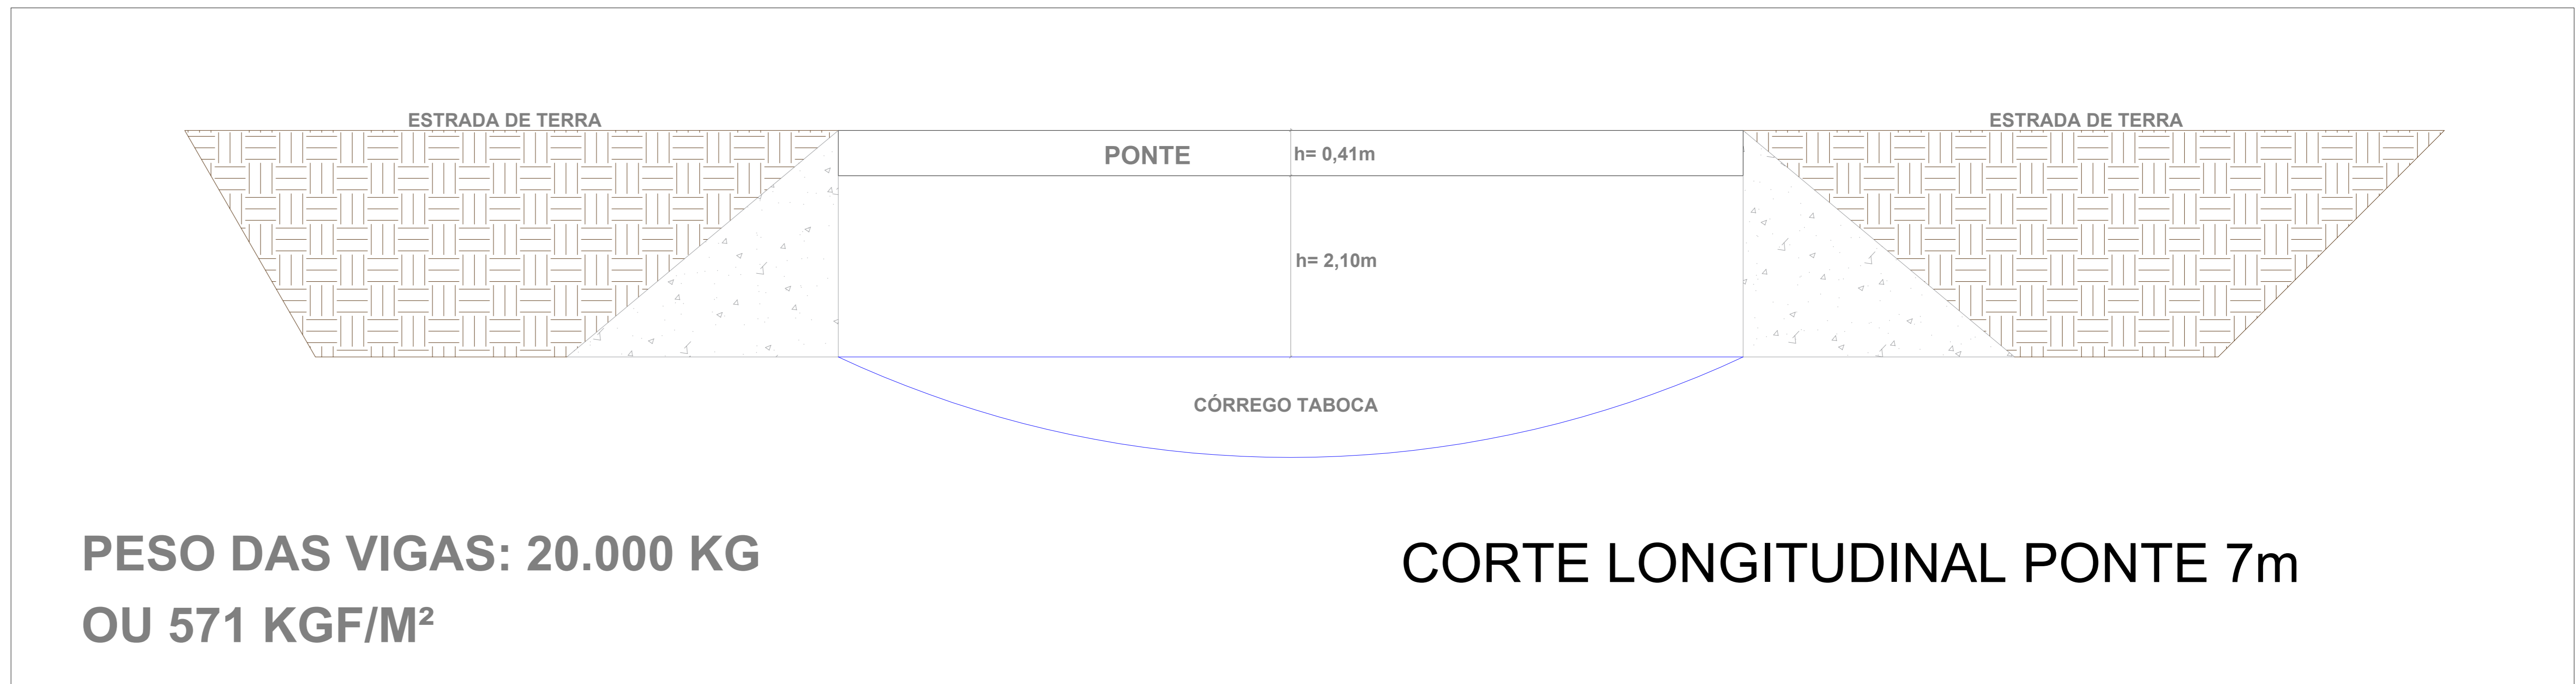 ESTRADA DE TERRA
ESTRADA DE TERRA
PONTE
h= 0,41m
h= 2,10m
CÓRREGO TABOCA
PESO DAS VIGAS: 20.000 KG
OU 571 KGF/M²
CORTE LONGITUDINAL PONTE 7m